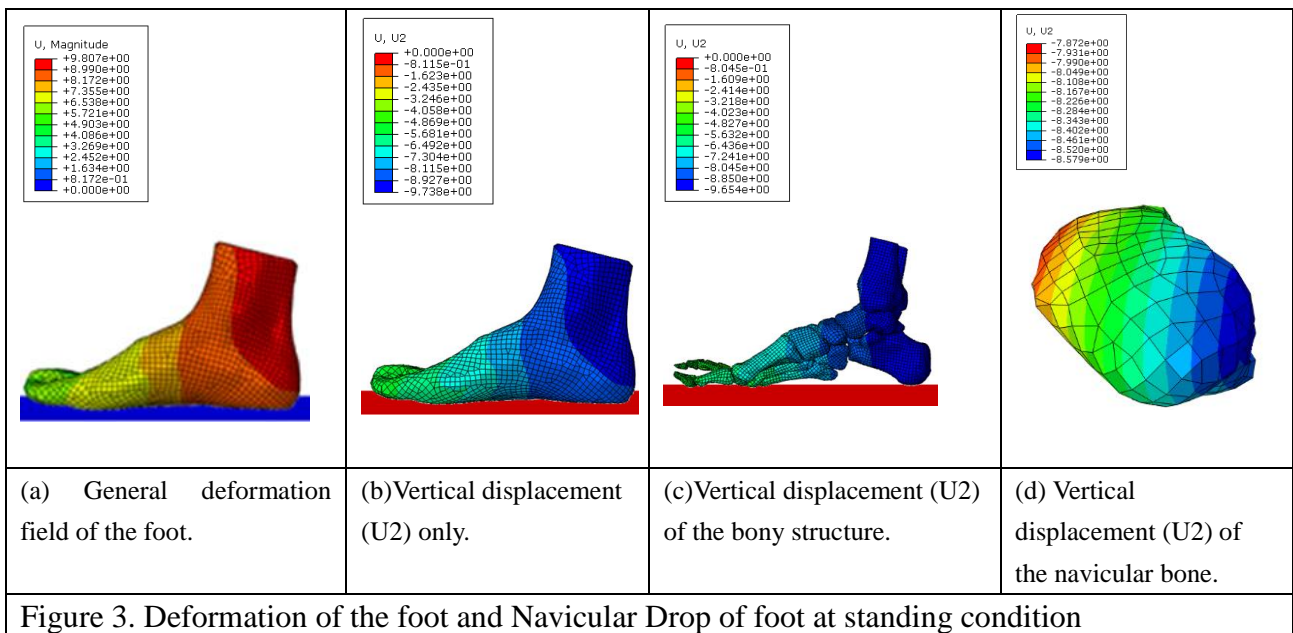 U, Magnitude
+9.807e+00
+8.990e+00
+8.172e+00
+7.355e+00
+6.538e+00
+5.721e+00
+4.903e+00
+4.086e+00
+3.269e+00
+2.452e+00
+1.634e+00
+8.172e-01
+0.000e+00
U, U2
+0.000e+00
-8.115e-01
-1.623e+00
-2.435e+00
-3.246e+00
-4.058e+00
-4.869e+00
-5.681e+00
-6.492e+00
-7.304e+00
-8.115e+00
-8.927e+00
-9.738e+00
U, U2
+0.000e+00
-8.045e-01
-1.609e+00
-2.414e+00
-3.218e+00
-4.023e+00
-4.827e+00
-5.632e+00
-6.436e+00
-7.241e+00
-8.045e+00
-8.850e+00
-9.654e+00
U, U2
-7.872e+00
-7.931e+00
-7.990e+00
-8.049e+00
-8.108e+00
-8.167e+00
-8.226e+00
-8.284e+00
-8.343e+00
-8.402e+00
-8.461e+00
-8.520e+00
-8.579e+00
(a) General deformation
field of the foot.
(b)Vertical displacement
(U2) only.
(c)Vertical displacement (U2)
of the bony structure.
(d) Vertical
displacement (U2) of
the navicular bone.
Figure 3. Deformation of the foot and Navicular Drop of foot at standing condition